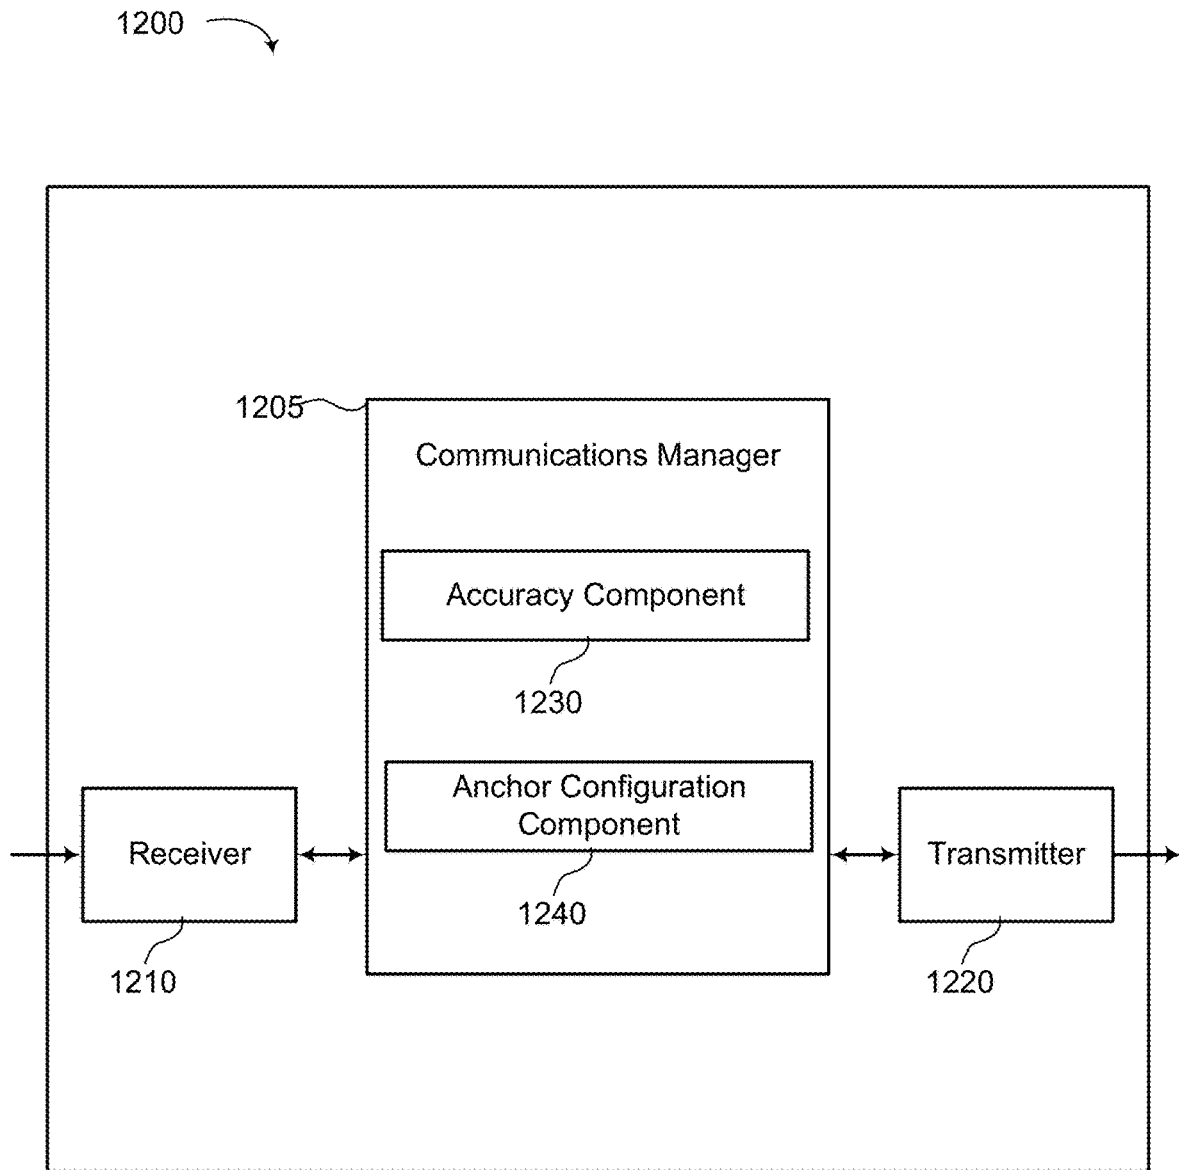 1200
1205
Communications Manager
Accuracy Component
1230
Anchor Configuration
Component
1240
Receiver
1210
Transmitter
1220